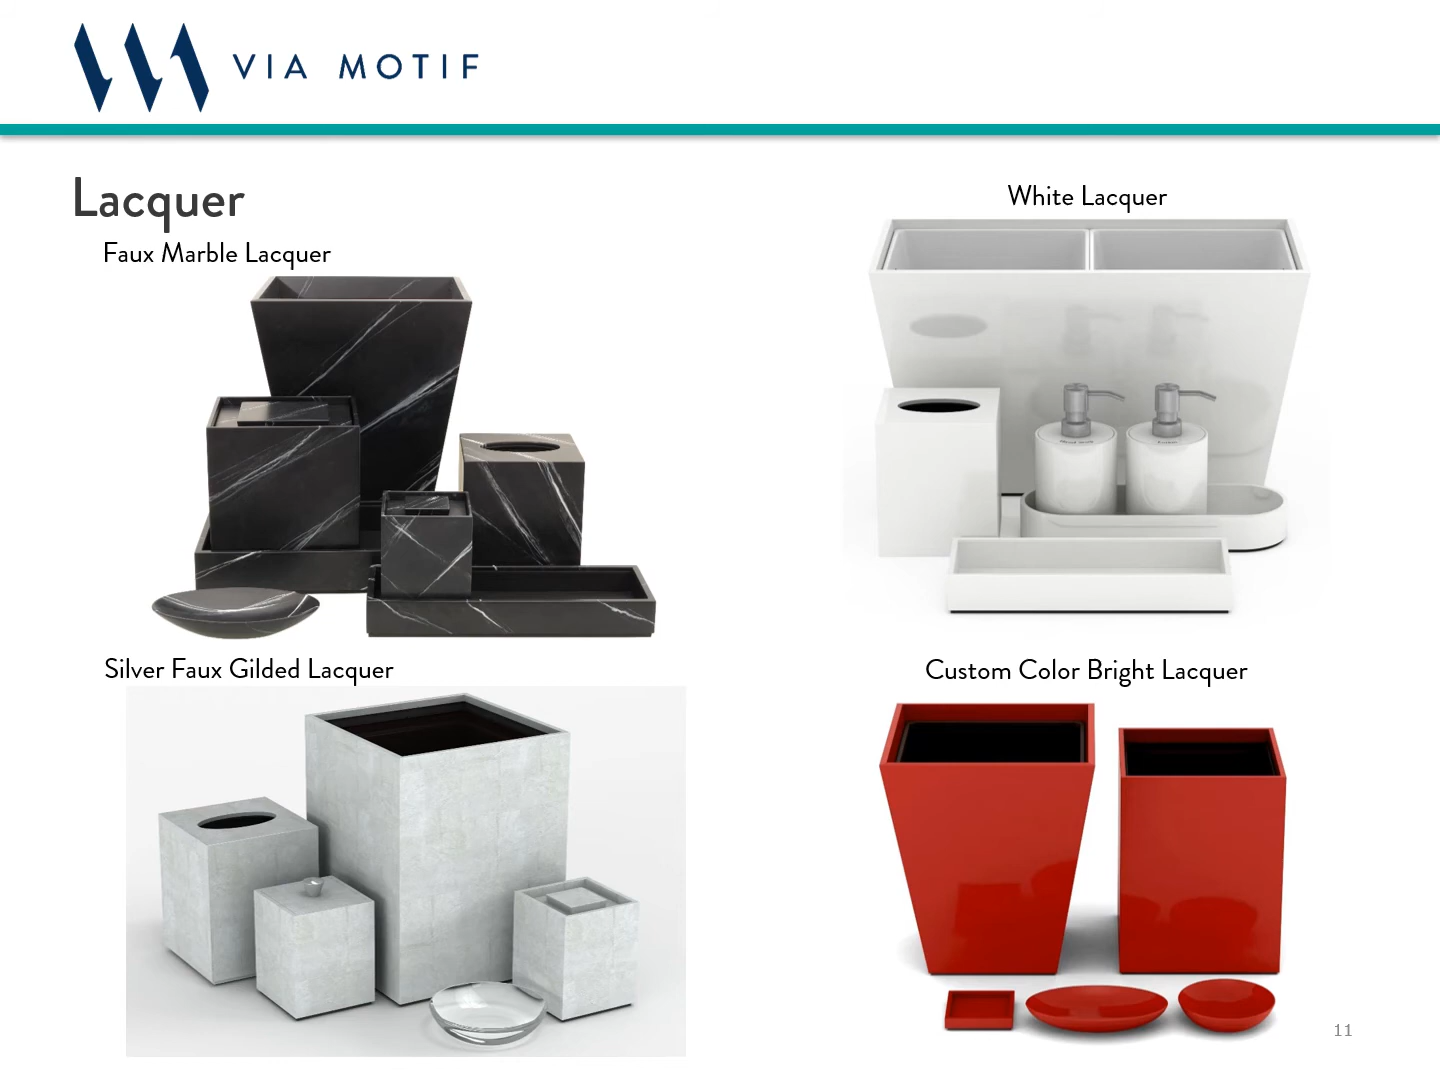 VIA MOTIF
Lacquer
Faux Marble Lacquer
White Lacquer
Silver Faux Gilded Lacquer
Custom Color Bright Lacquer
11